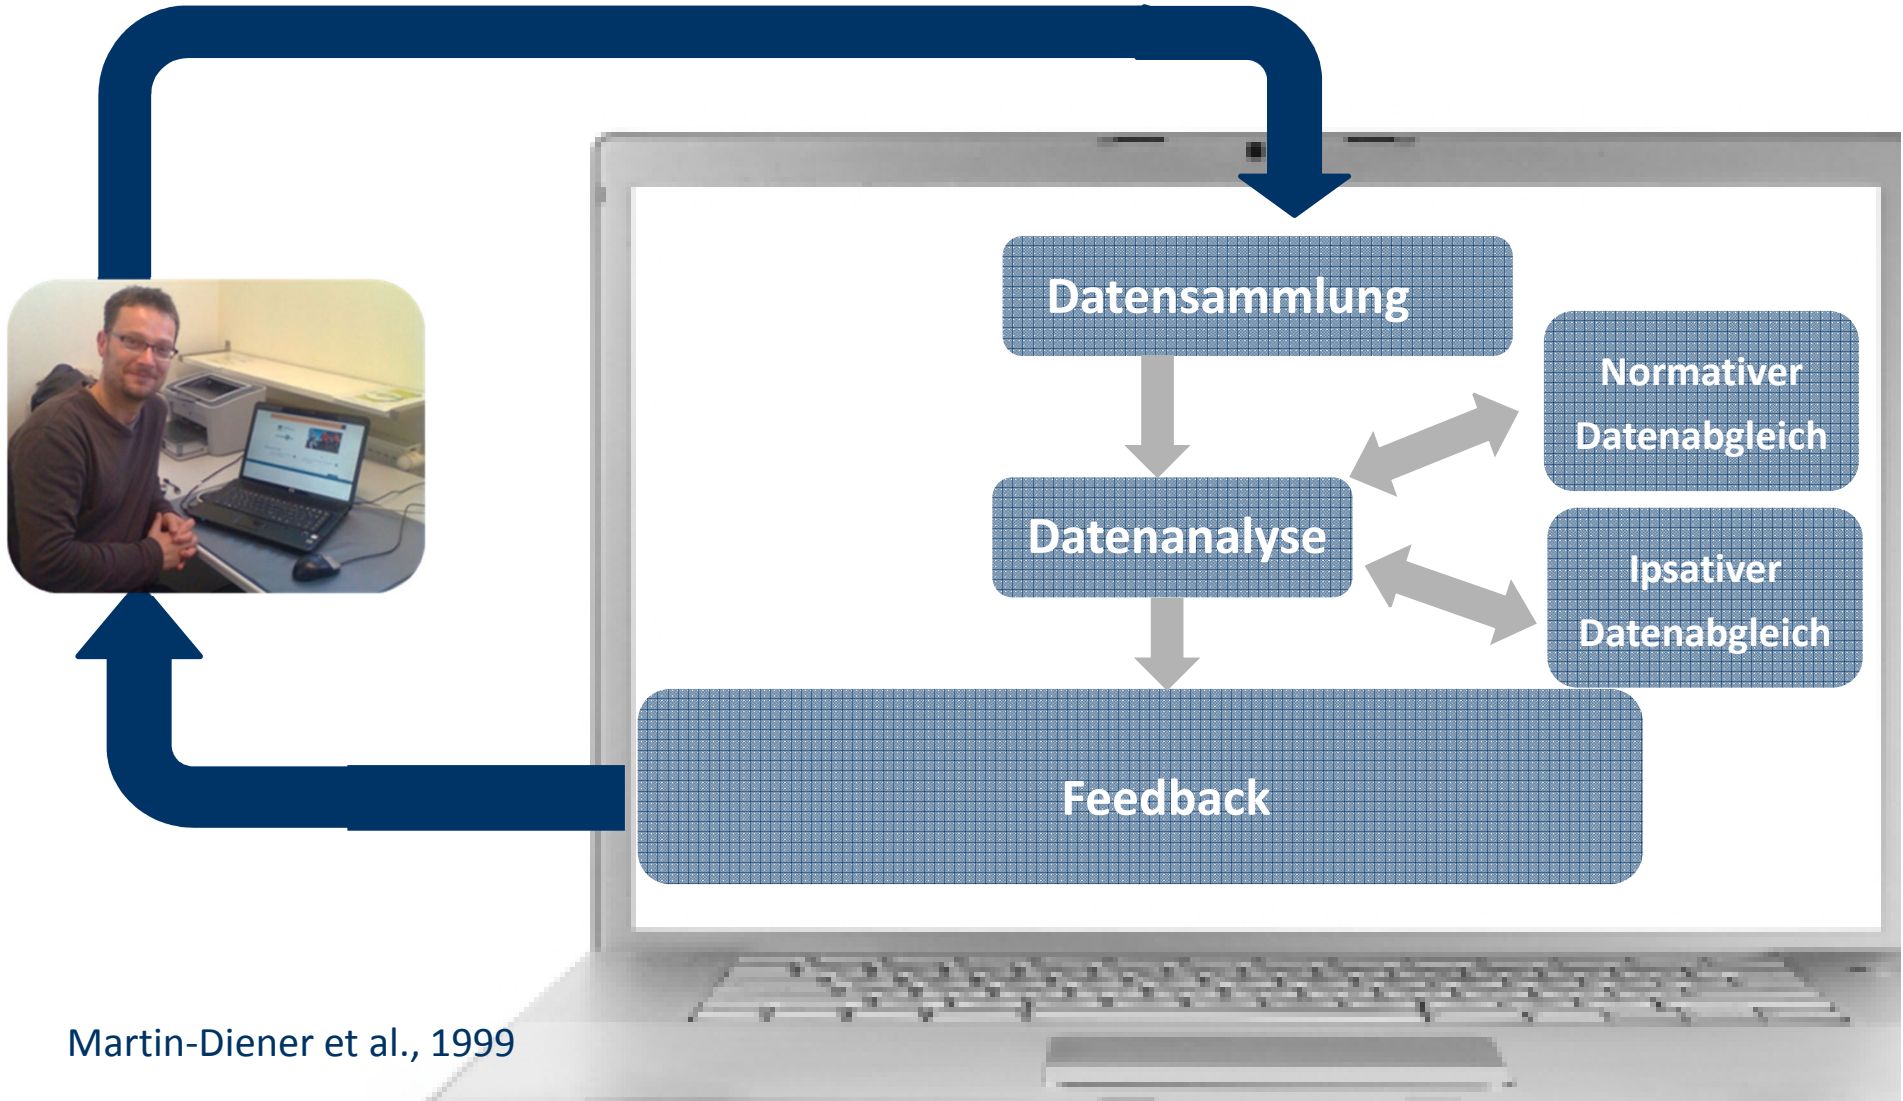 Datensammlung
Normativer
Datenabgleich
Datenanalyse
Ipsativer
Datenabgleich
Feedback
Martin-Diener et al., 1999